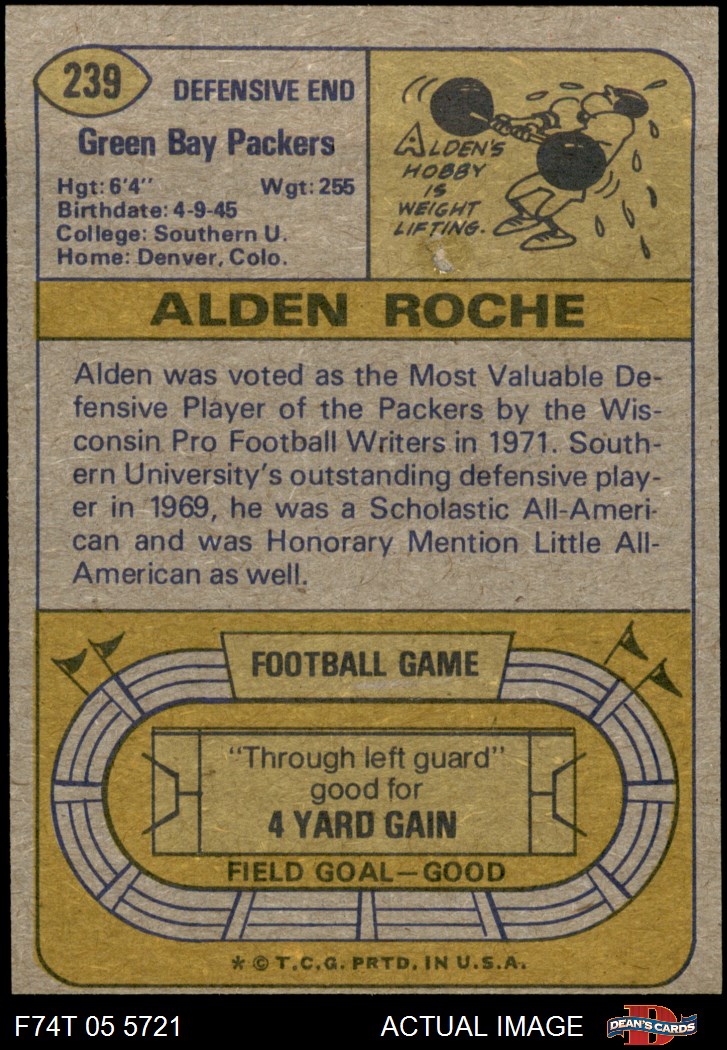 239
DEFENSIVE END
Green Bay Packers
Hgt: 6'4" Wgt: 255
Birthdate: 4-9-45
College: Southern U.
Home: Denver, Colo.
ALDEN'S
HOBBY
IS
WEIGHT
LIFTING.
ALDEN ROCHE
Alden was voted as the Most Valuable De-
fensive Player of the Packers by the Wis-
consin Pro Football Writers in 1971. South-
ern University's outstanding defensive play-
er in 1969, he was a Scholastic All-Ameri-
can and was Honorary Mention Little All-
American as well.
FOOTBALL GAME
"Through left guard"
good for
4 YARD GAIN
FIELD GOAL—GOOD
* © T.C.G. PRTD. IN U.S.A.
F74T 05 5721 ACTUAL IMAGE
DEAN'S CARDS